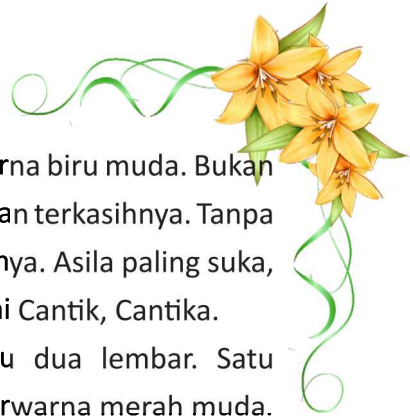 rna biru muda. Bukan
an terkasihnya. Tanpa
nya. Asila paling suka,
i Cantik, Cantika.
u dua lembar. Satu
rwarna merah muda.